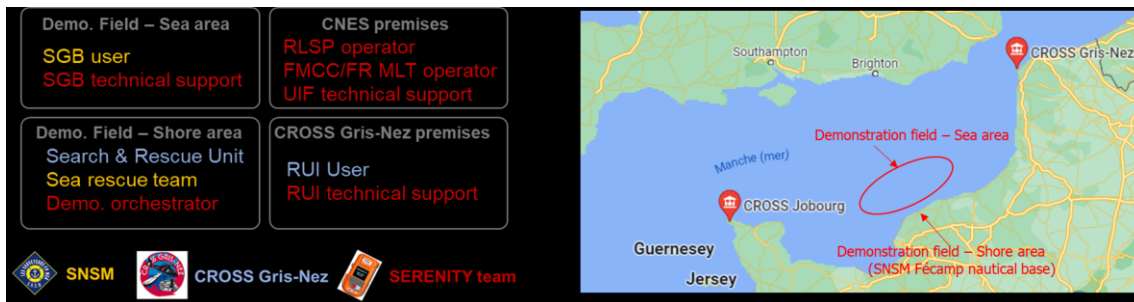 Demo. Field – Sea area
SGB user
SGB technical support
CNES premises
RLSP operator
FMCC/FR MLT operator
UIF technical support
Demo. Field – Shore area
Search & Rescue Unit
Sea rescue team
Demo. orchestrator
CROSS Gris-Nez premises
RUI User
RUI technical support
SNSM
CROSS Gris-Nez
SERENITY team
Southampton
Brighton
CROSS Gris-Nez
Demonstration field – Sea area
Manche (mer)
CROSS Jobourg
Guernesey
Jersey
Demonstration field – Shore area
(SNSM Fécamp nautical base)